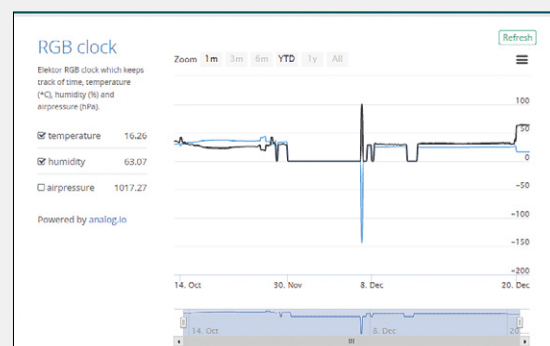 Refresh
RGB clock
Elektor RGB clock which keeps
track of time, temperature
(°C), humidity (%) and
airpressure (hPa).
temperature 16.26
humidity 63.07
airpressure 1017.27
Powered by analog.io
Zoom 1m 3m 6m YTD 1y All
100
50
0
-50
-100
-150
-200
14. Oct 30. Nov 8. Dec 20. Dec
14. Oct 8. Dec 20